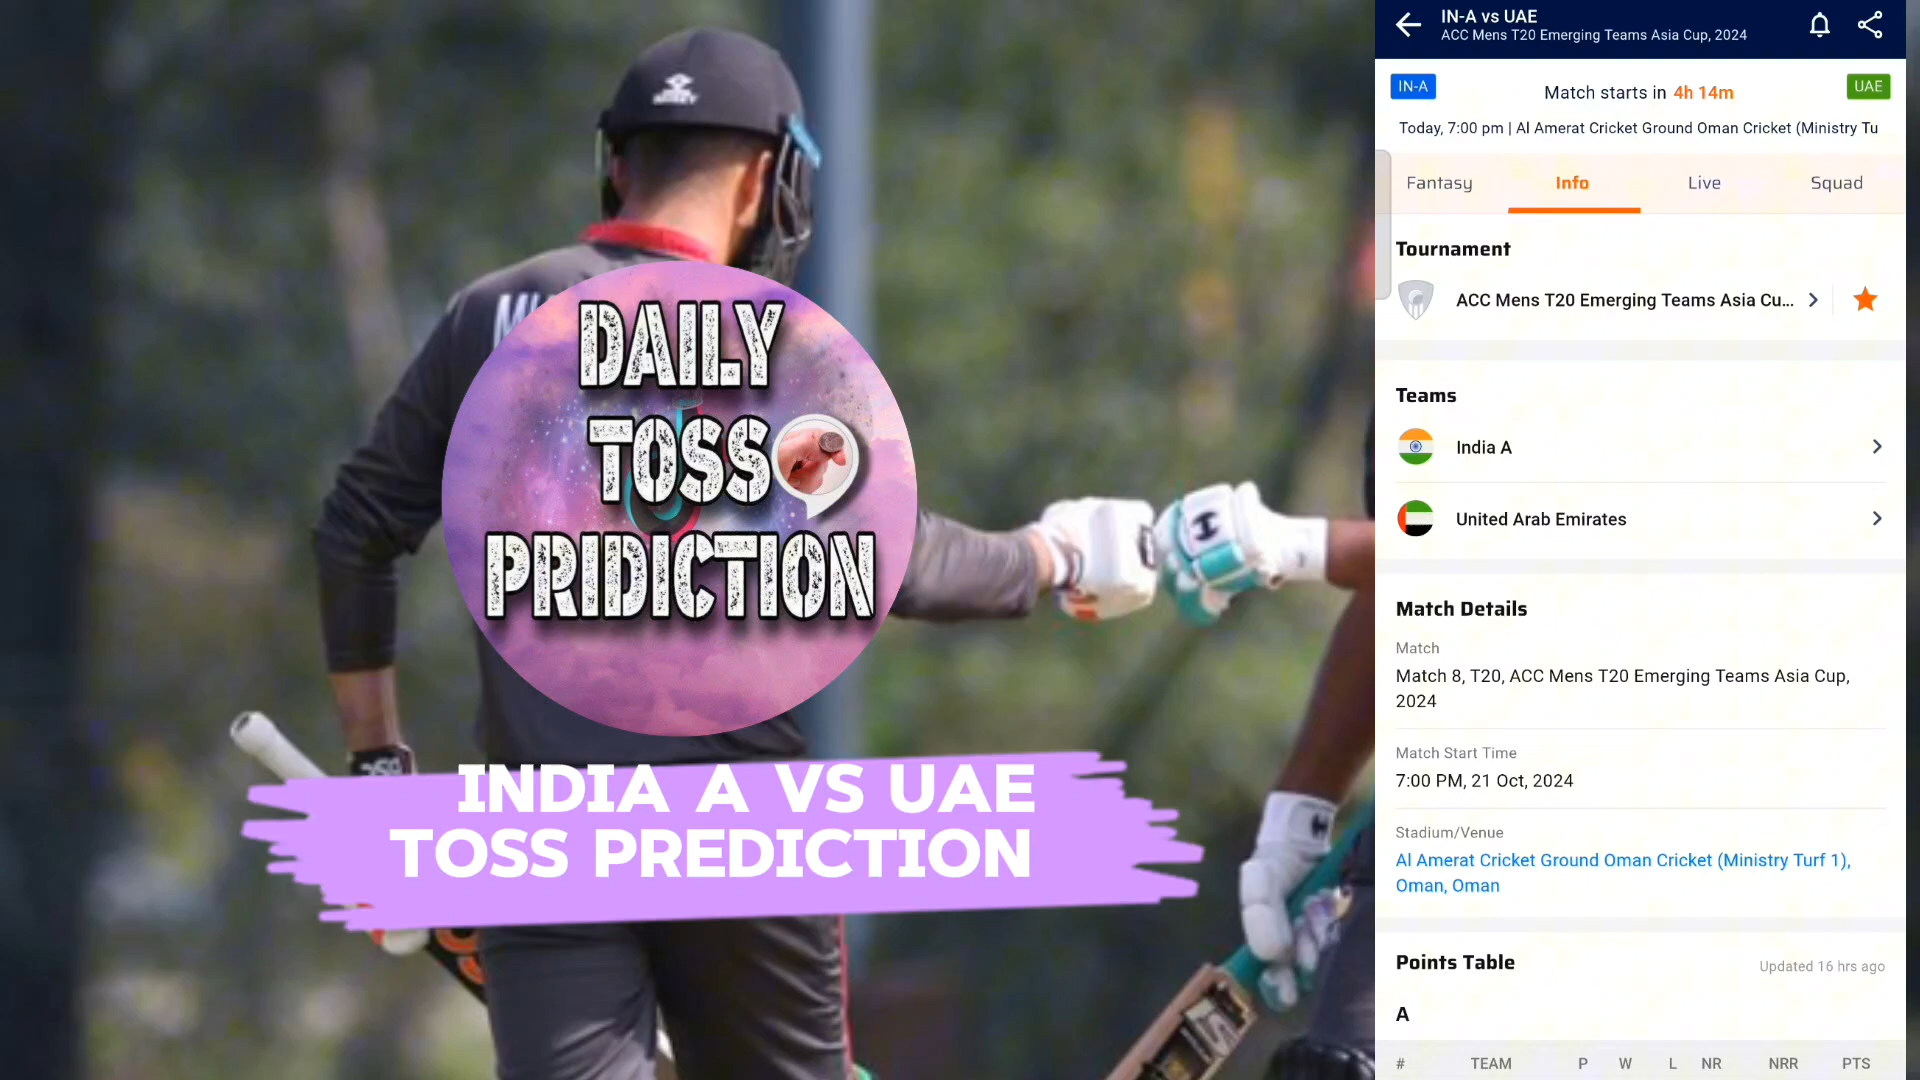 DAILY
TOSS
PRIDICTION
INDIA A VS UAE
TOSS PREDICTION
IN-A vs UAE
ACC Mens T20 Emerging Teams Asia Cup, 2024
IN-A
Match starts in 4h 14m
UAE
Today, 7:00 pm | Al Amerat Cricket Ground Oman Cricket (Ministry Tu
Fantasy Info Live Squad
Tournament
ACC Mens T20 Emerging Teams Asia Cu...
Teams
India A
United Arab Emirates
Match Details
Match
Match 8, T20, ACC Mens T20 Emerging Teams Asia Cup,
2024
Match Start Time
7:00 PM, 21 Oct, 2024
Stadium/Venue
Al Amerat Cricket Ground Oman Cricket (Ministry Turf 1),
Oman, Oman
Points Table
Updated 16 hrs ago
A
# TEAM P W L NR NRR PTS